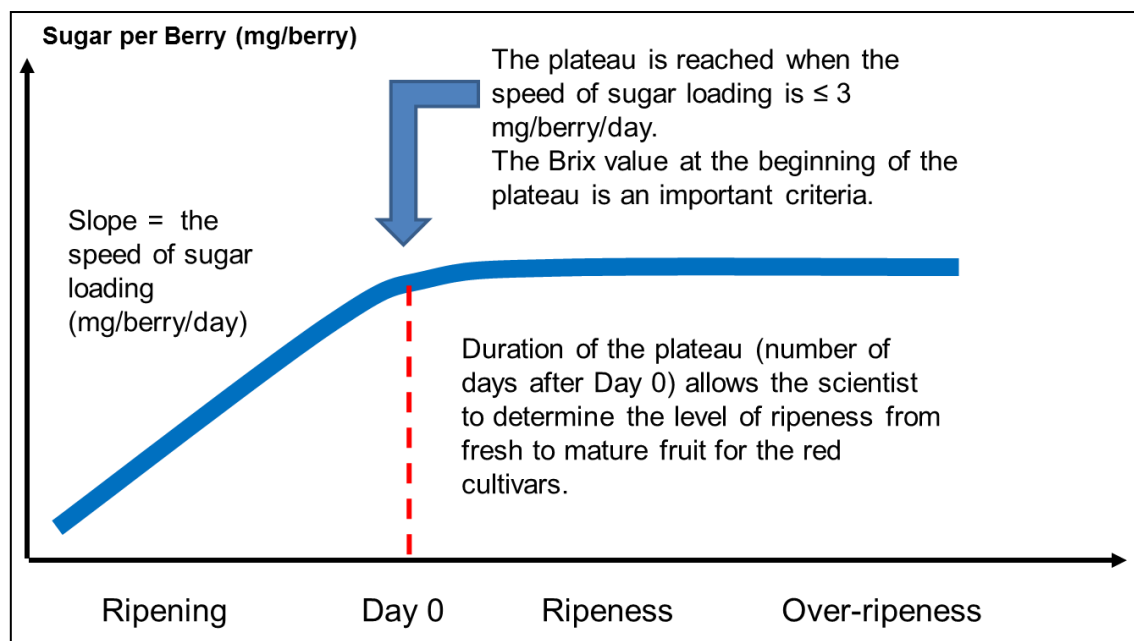 Sugar per Berry (mg/berry)
The plateau is reached when the
speed of sugar loading is ≤ 3
mg/berry/day.
The Brix value at the beginning of the
plateau is an important criteria.
Slope = the
speed of sugar
loading
(mg/berry/day)
Duration of the plateau (number of
days after Day 0) allows the scientist
to determine the level of ripeness from
fresh to mature fruit for the red
cultivars.
Ripening Day 0 Ripeness Over-ripeness